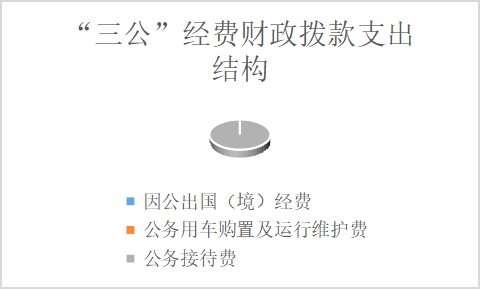 “三公”经费财政拨款支出
结构
因公出国（境）经费
公务用车购置及运行维护费
公务接待费